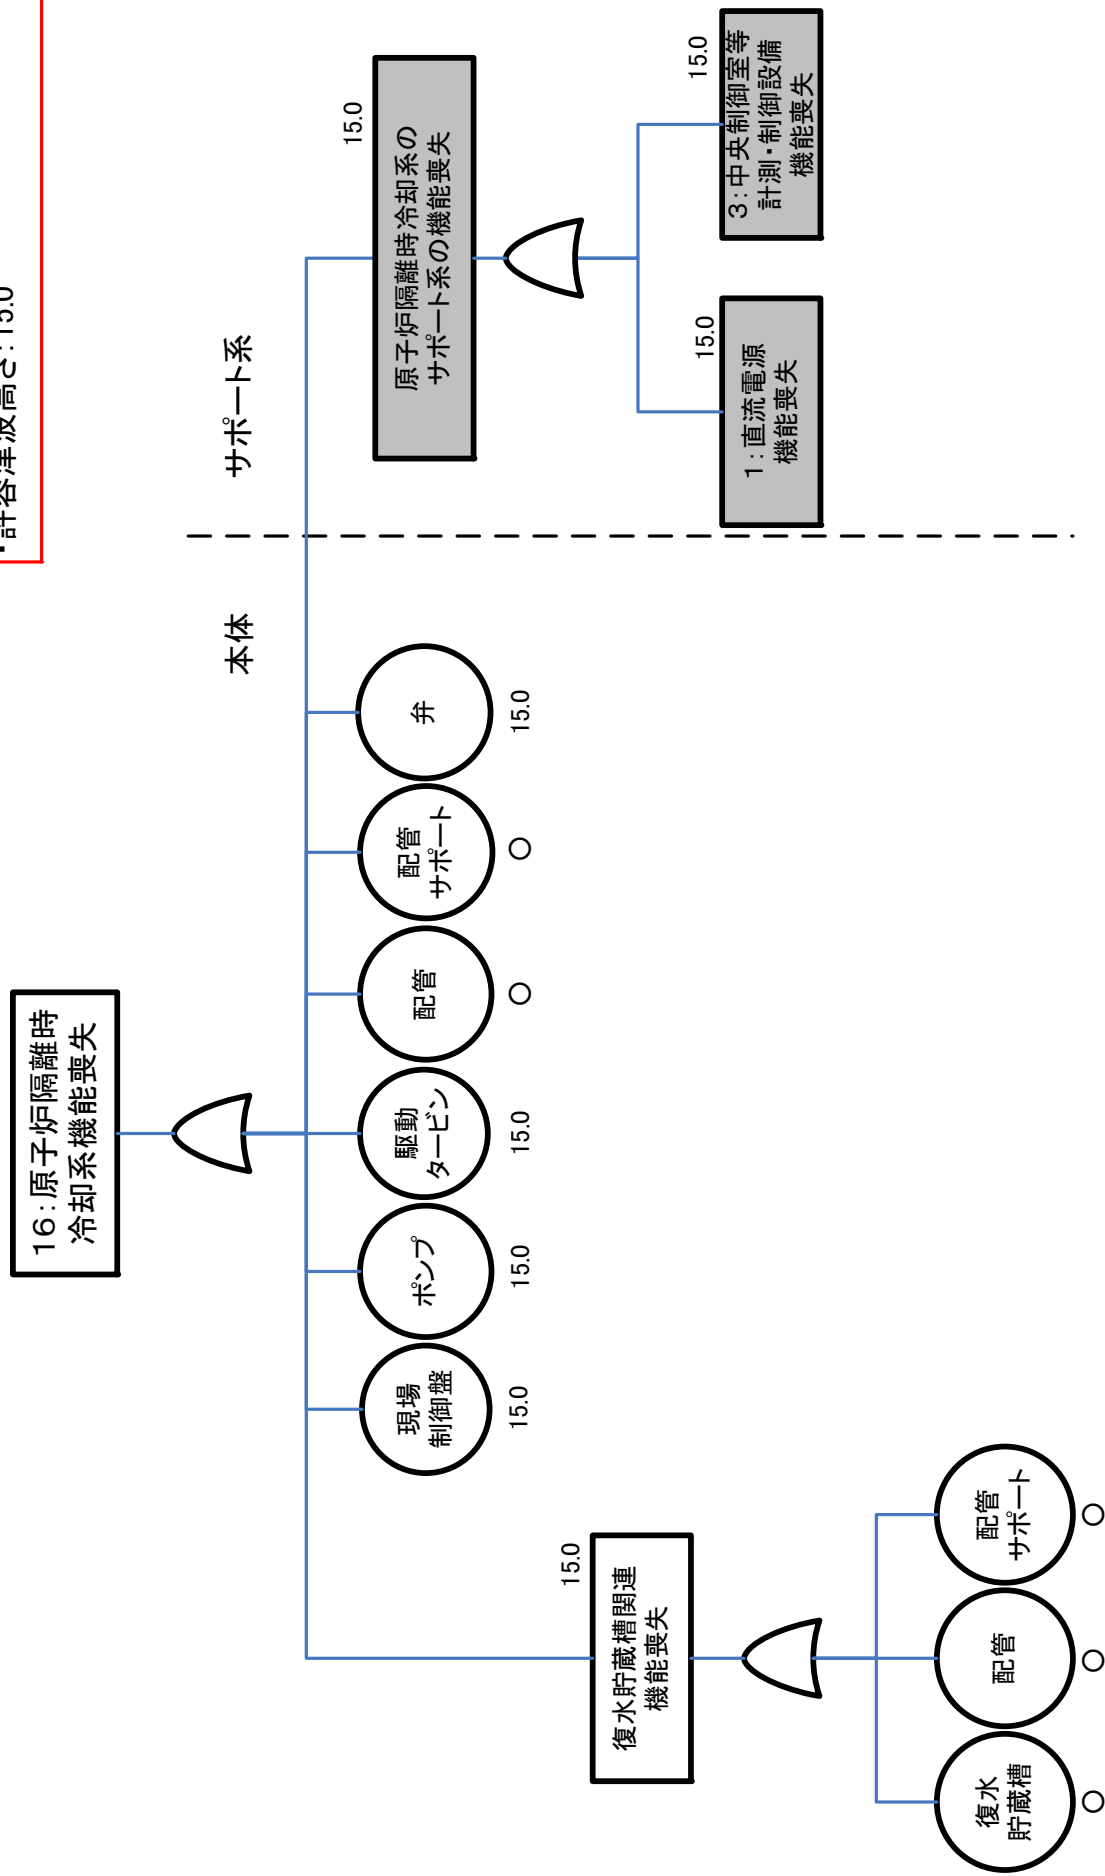 ・許容津波高さ:15.0
16:原子炉隔離時
冷却系機能喪失
本体
サポート系
15.0
復水貯蔵槽関連
機能喪失
復水
貯蔵槽
○
配管
○
配管
サポート
○
現場
制御盤
15.0
ポンプ
15.0
駆動
タービン
15.0
配管
○
配管
サポート
○
弁
15.0
15.0
原子炉隔離時冷却系の
サポート系の機能喪失
15.0
1:直流電源
機能喪失
15.0
3:中央制御室等
計測・制御設備
機能喪失